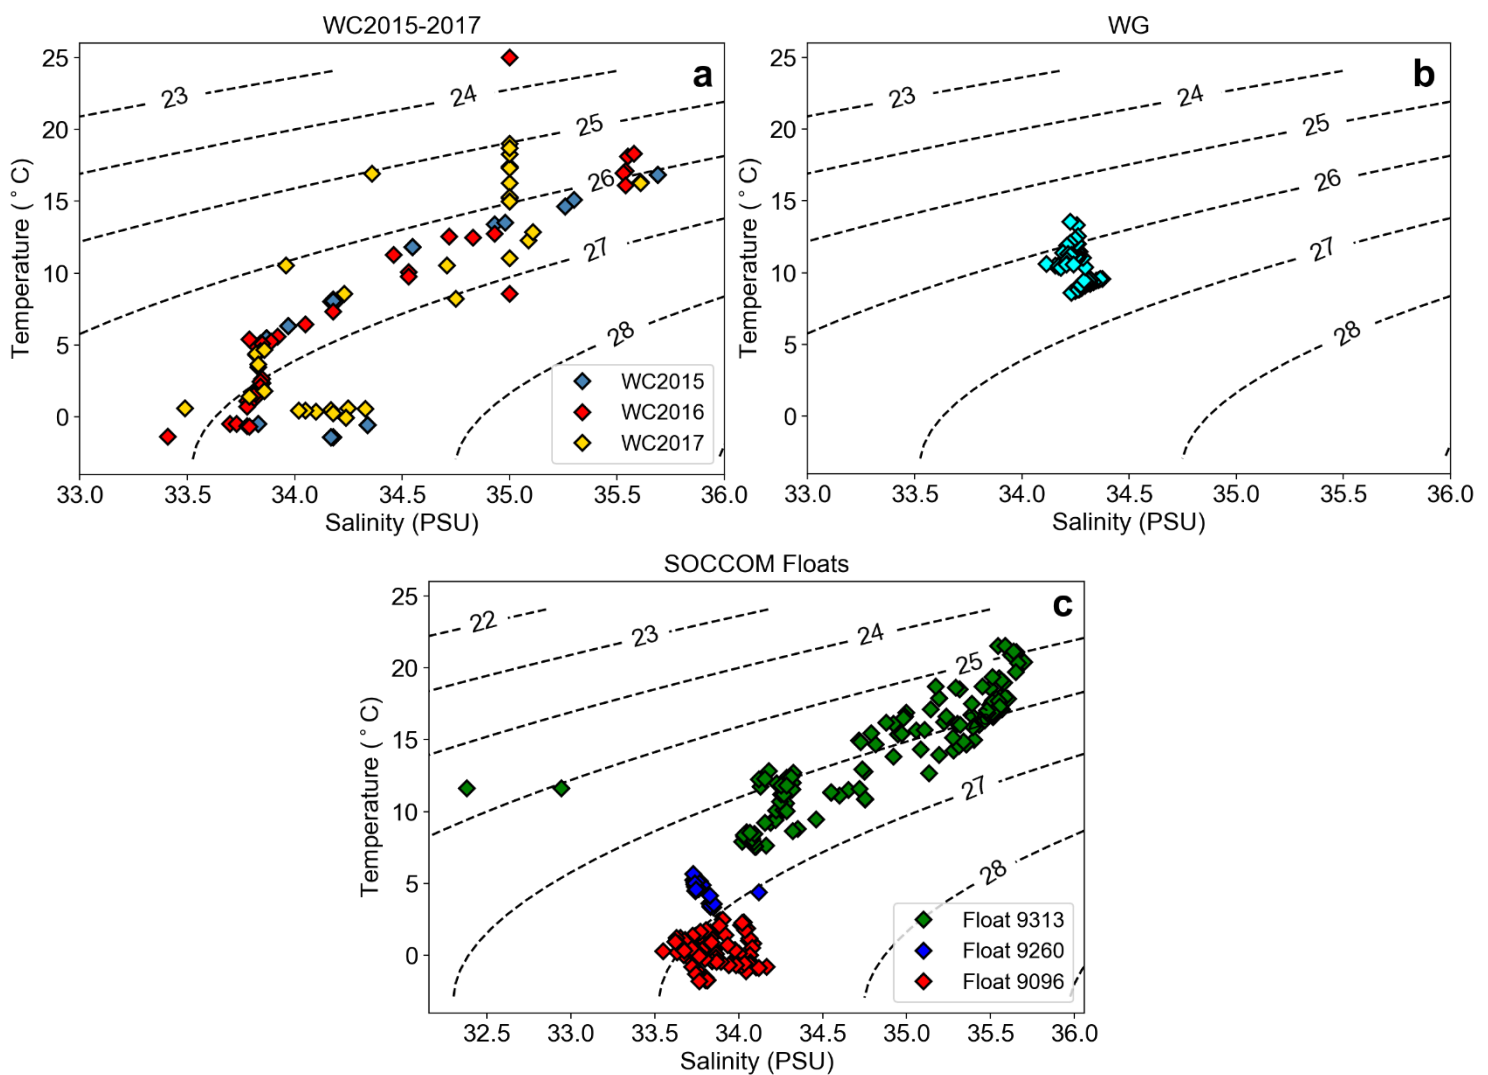 WC2015-2017
a
25
20
15
10
5
0
Temperature (°C)
23
24
25
26
27
28
WC2015
WC2016
WC2017
33.0 33.5 34.0 34.5 35.0 35.5 36.0
Salinity (PSU)
WG
b
25
20
15
10
5
0
Temperature (°C)
23
24
25
26
27
28
33.0 33.5 34.0 34.5 35.0 35.5 36.0
Salinity (PSU)
SOCCOM Floats
c
25
20
15
10
5
0
Temperature (°C)
22
23
24
25
27
28
Float 9313
Float 9260
Float 9096
32.5 33.0 33.5 34.0 34.5 35.0 35.5 36.0
Salinity (PSU)